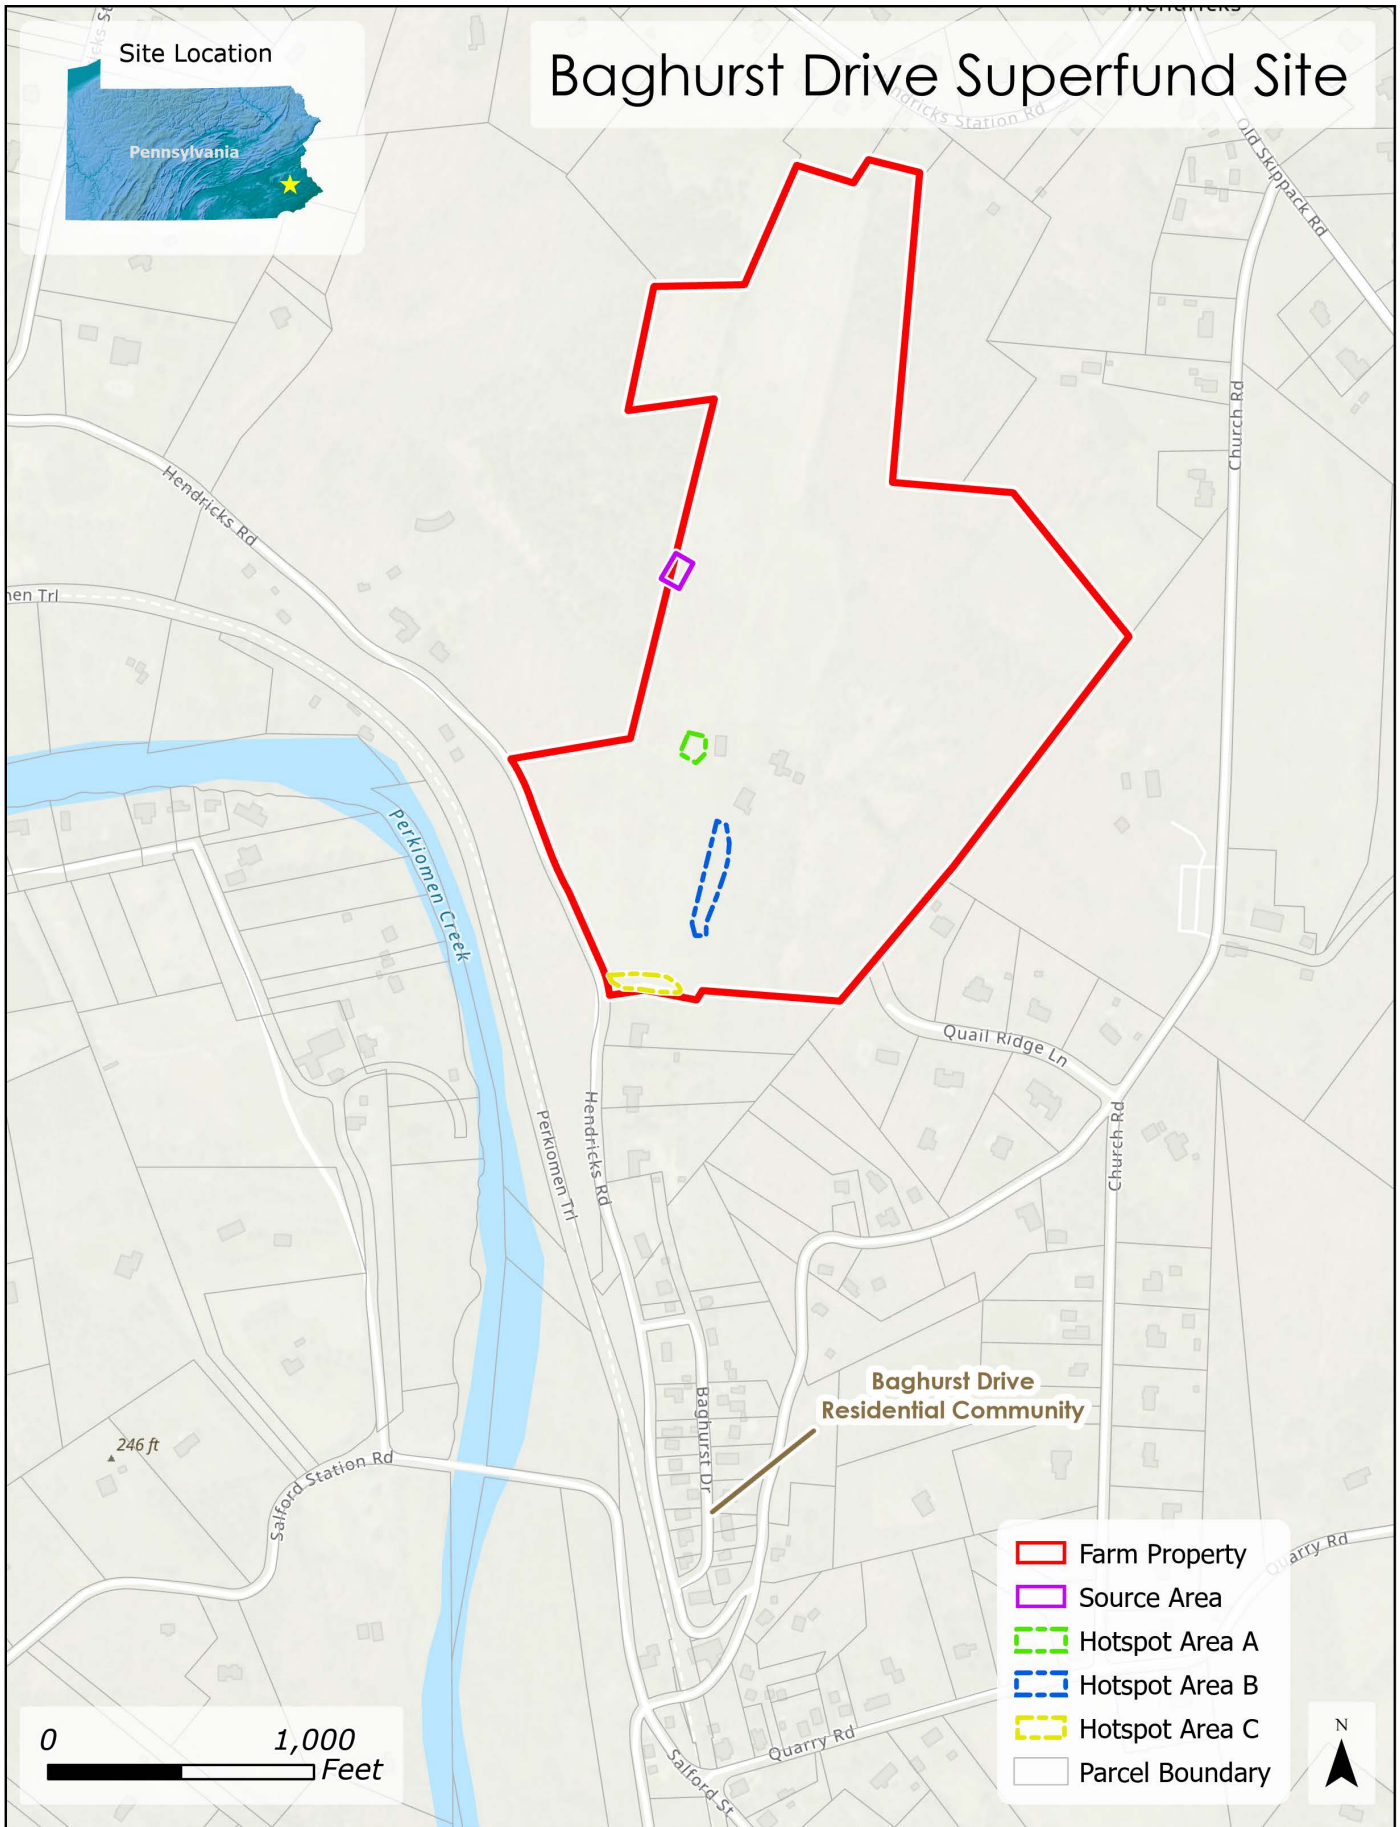 Hendricks
Site Location
Baghurst Drive Superfund Site
Pennsylvania
Hendricks Station Rd
Old Skippack Rd
Church Rd
Hendricks Rd
Trl
Perkiomen Creek
Quail Ridge Ln
Hendricks Rd
Perkiomen Trl
Church Rd
Baghurst Drive
Residential Community
Baghurst Dr
246 ft
Salford Station Rd
Quarry Rd
Farm Property
Source Area
Hotspot Area A
Hotspot Area B
Hotspot Area C
Parcel Boundary
N
0 1,000
Feet
Quarry Rd
Salford St